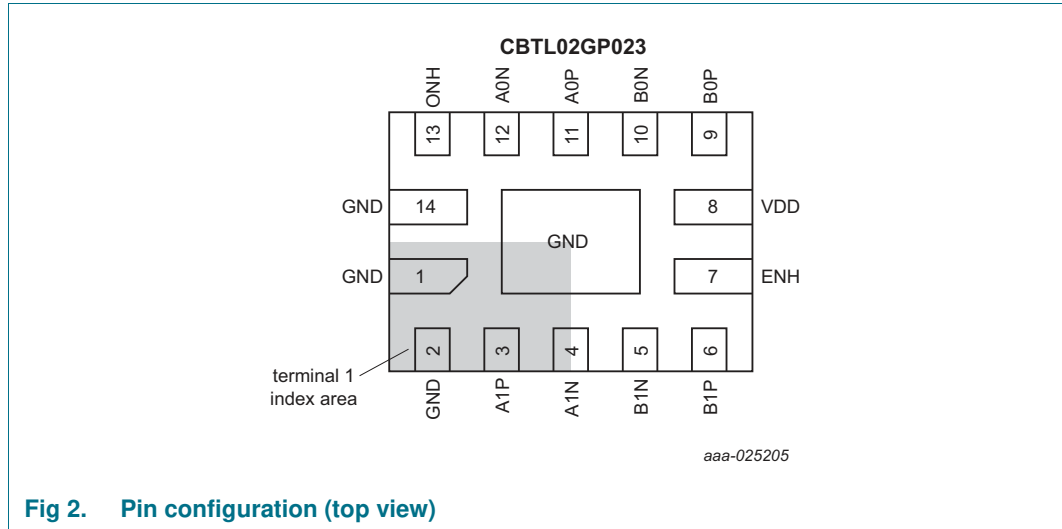 CBTL02GP023
ONH A0N A0P B0N B0P
13 12 11 10 9
GND 14 8 VDD
GND
GND 1 7 ENH
2 3 4 5 6
terminal 1
index area
GND A1P A1N B1N B1P
aaa-025205
Fig 2. Pin configuration (top view)